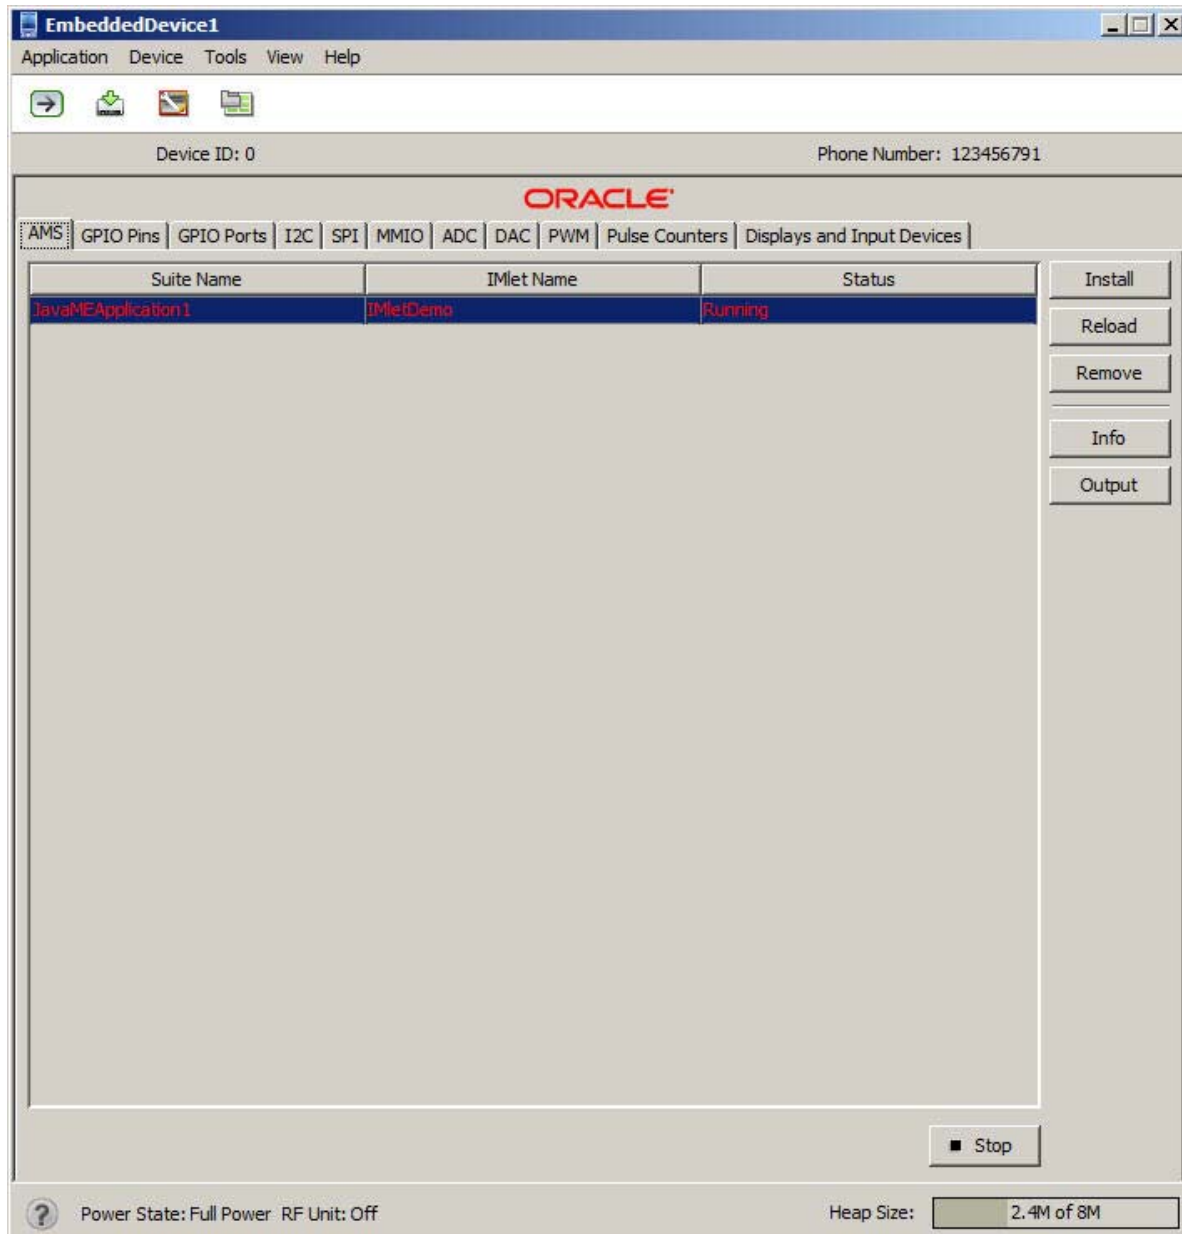 EmbeddedDevice1
Application Device Tools View Help
Device ID: 0 Phone Number: 123456791
ORACLE
AMS GPIO Pins GPIO Ports I2C SPI MMIO ADC DAC PWM Pulse Counters Displays and Input Devices
Suite Name IMlet Name Status Install
JavaMEApplication1 IMletDemo Running
Reload
Remove
Info
Output
Stop
? Power State: Full Power RF Unit: Off Heap Size: 2.4M of 8M